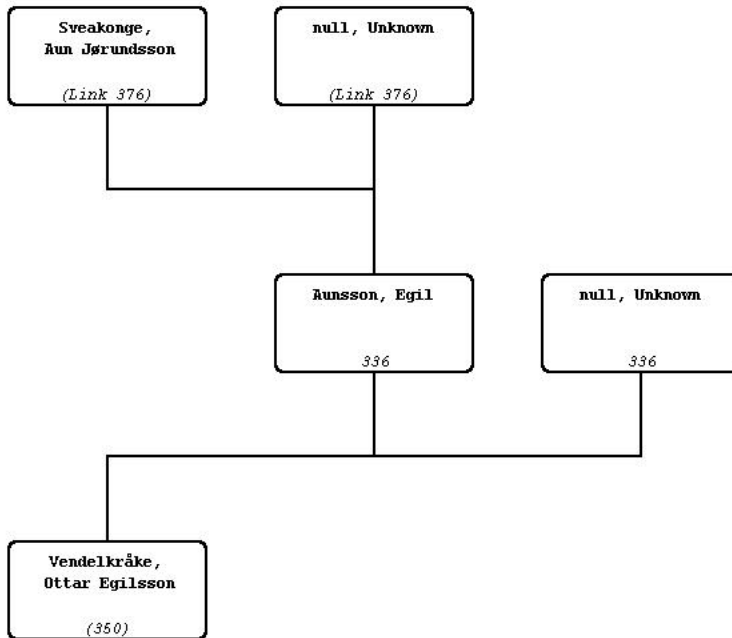 Sveakonge,
Aun Jørundsson
(Link 376)
null, Unknown
(Link 376)
Aunsson, Egil
336
null, Unknown
336
Vendelkråke,
Ottar Egilsson
(350)